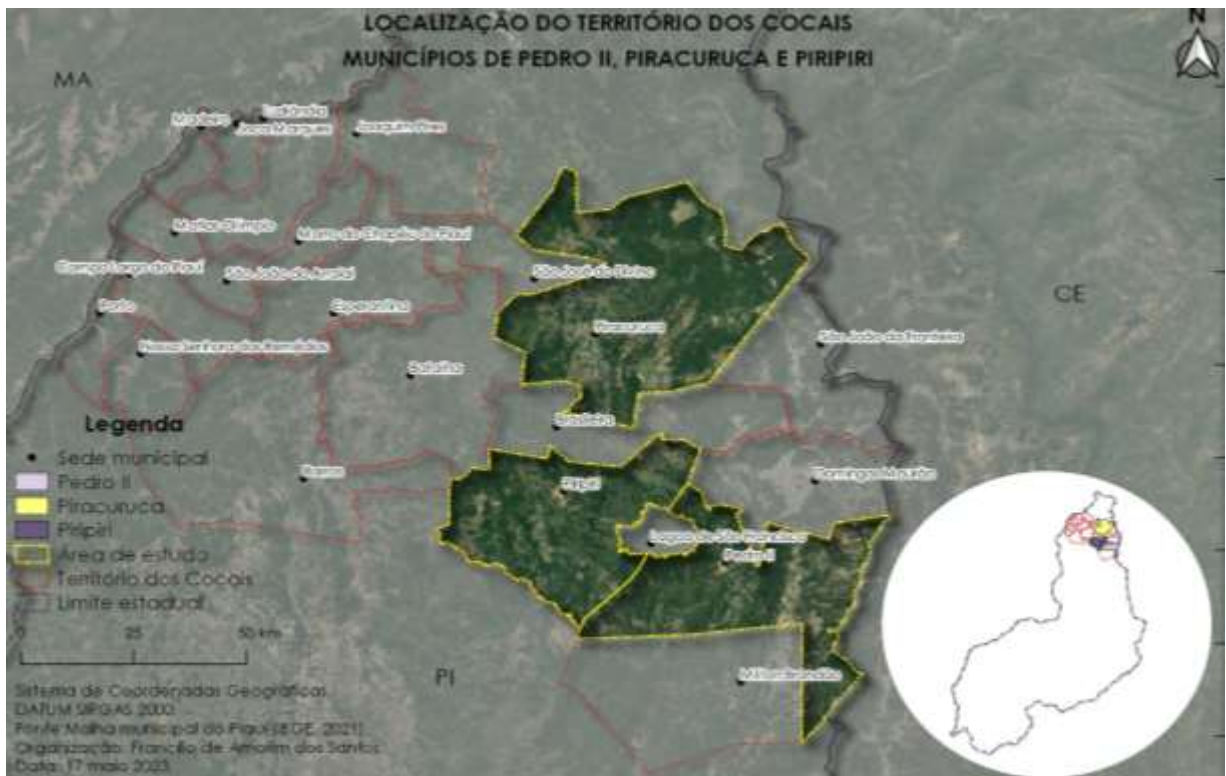 LOCALIZAÇÃO DO TERRITÓRIO DOS COCAIS
MUNICÍPIOS DE PEDRO II, PIRACURUCA E PIRIPIRI
N
MA
Madeiro
Luzilândia
Joca Marques
Joaquim Pires
Matias Olímpio
Morro do Chapéu do Piauí
Campo Largo do Piauí
São João do Arraial
São José do Divino
CE
Porto
Esperantina
Piracuruca
São João da Fronteira
Nossa Senhora dos Remédios
Batalha
Brasileira
Barras
Piripiri
Domingos Mourão
Lagoa de São Francisco
Pedro II
Milton Brandão
PI
Legenda
Sede municipal
Pedro II
Piracuruca
Piripiri
Área de estudo
Território dos Cocais
Limite estadual
0 25 50 km
Sistema de Coordenadas Geográficas
DATUM SIRGAS 2000
Fonte: Malha municipal do Piauí (IBGE, 2021)
Organização: Francílio de Amorim dos Santos
Data: 17 maio 2023